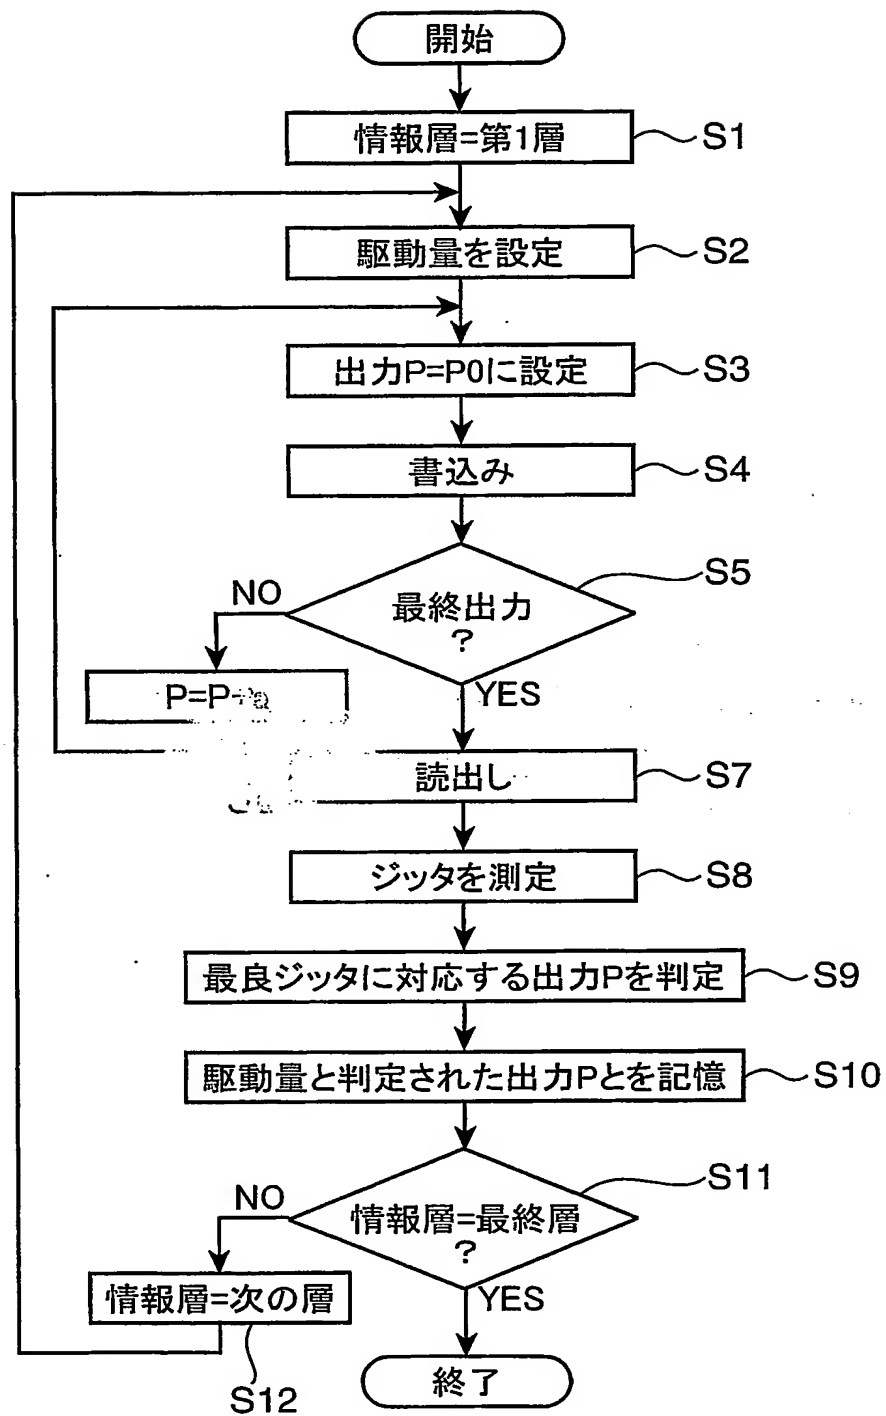 開始
情報層=第1層
S1
駆動量を設定
S2
出力P=P0に設定
S3
書込み
S4
最終出力
?
S5
NO
YES
P=P
読出し
S7
ジッタを測定
S8
最良ジッタに対応する出力Pを判定
S9
駆動量と判定された出力Pとを記憶
S10
情報層=最終層
?
S11
NO
YES
情報層=次の層
S12
終了